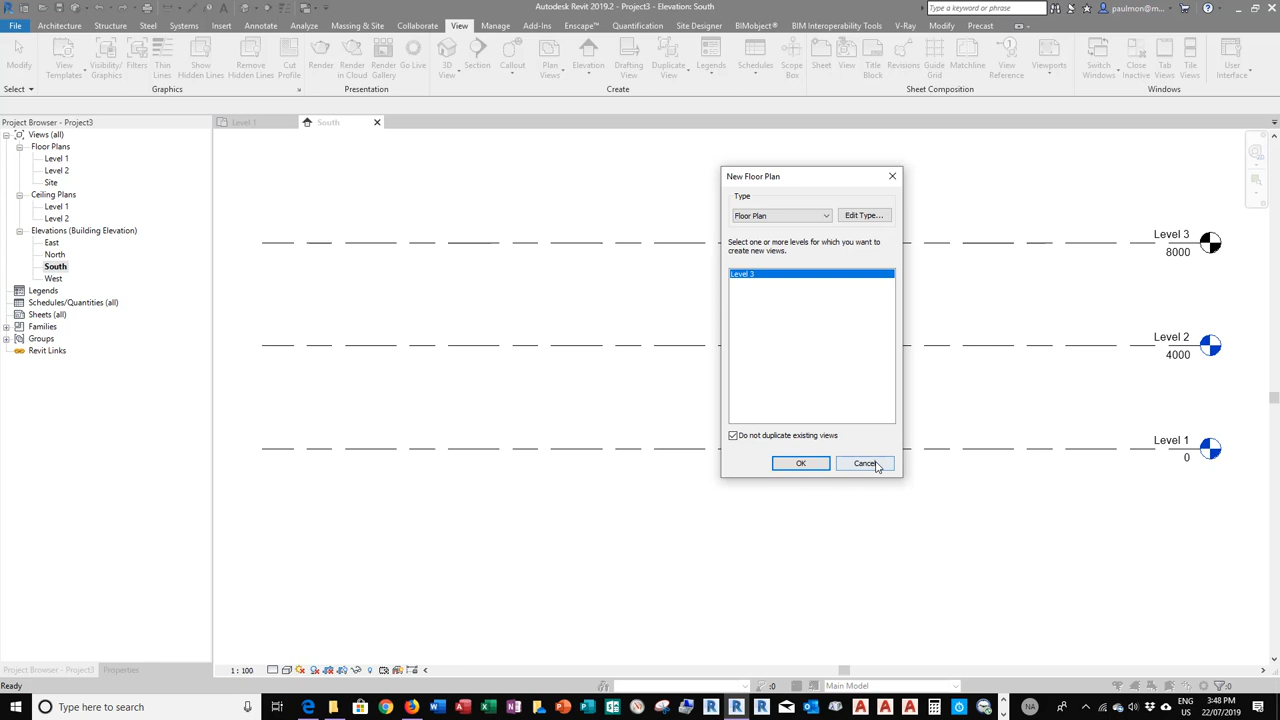 Autodesk Revit 2019.2 - Project3 - Elevation: South
Type a keyword or phrase
paulmon@m...
File Architecture Structure Steel Systems Insert Annotate Analyze Massing & Site Collaborate View Manage Add-Ins Enscape™ Quantification Site Designer BIMobject® BIM Interoperability Tools V-Ray Modify Precast
Modify View Templates Visibility/ Graphics Filters Thin Lines Show Hidden Lines Remove Hidden Lines Cut Profile Render Render in Cloud Render Gallery Go Live 3D View Section Callout Plan Views Elevation Drafting View Duplicate View Legends Schedules Scope Box Sheet View Title Block Revisions Guide Grid Matchline View Reference Viewports Switch Windows Close Inactive Tab Views Tile Views User Interface
Select Graphics Presentation Create Sheet Composition Windows
Project Browser - Project3
Level 1
South
Views (all)
Floor Plans
Level 1
Level 2
Site
Ceiling Plans
Level 1
Level 2
Elevations (Building Elevation)
East
North
South
West
Legends
Schedules/Quantities (all)
Sheets (all)
Families
Groups
Revit Links
New Floor Plan
Type
Floor Plan
Edit Type...
Select one or more levels for which you want to
create new views.
Level 3
Do not duplicate existing views
OK
Cancel
Level 3
8000
Level 2
4000
Level 1
0
Project Browser - Project3
Properties
1 : 100
Ready
:0
Main Model
:0
Type here to search
NA
ENG
US
3:48 PM
22/07/2019